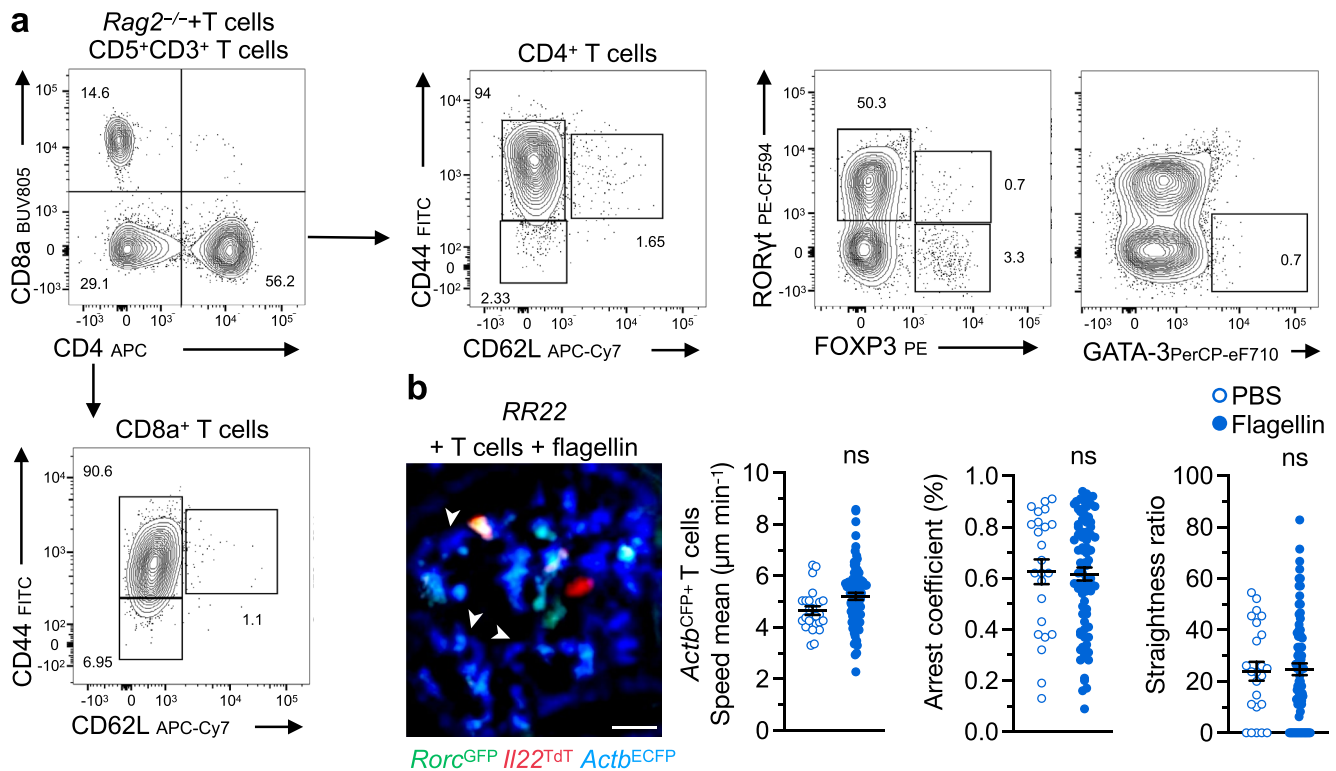 a
Rag2⁻/⁻+T cells
CD5⁺CD3⁺ T cells
CD8a BUV805
10⁵
10⁴
10³
0
-10³
14.6
29.1
56.2
-10³ 0 10³ 10⁴ 10⁵
CD4 APC
CD4⁺ T cells
CD44 FITC
10⁴
10³
10²
0
-10²
94
1.65
2.33
-10³ 0 10³ 10⁴ 10⁵
CD62L APC-Cy7
RORγt PE-CF594
10⁵
10⁴
10³
0
-10³
50.3
0.7
3.3
0 10³ 10⁴ 10⁵
FOXP3 PE
0.7
0 10³ 10⁴ 10⁵
GATA-3PerCP-eF710
CD8a⁺ T cells
CD44 FITC
10⁴
10³
10²
0
-10²
90.6
1.1
6.95
-10³ 0 10³ 10⁴ 10⁵
CD62L APC-Cy7
b
RR22
+ T cells + flagellin
RorcGFP Il22TdT ActbECFP
PBS
Flagellin
ActbCFP+ T cells
Speed mean (µm min⁻¹)
10
8
6
4
2
0
ns
Arrest coefficient (%)
1.0
0.8
0.6
0.4
0.2
0.0
ns
Straightness ratio
100
80
60
40
20
0
ns